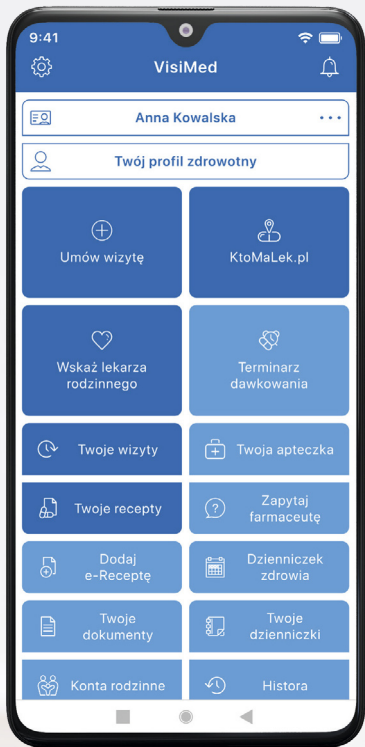 9:41
VisiMed
Anna Kowalska
Twój profil zdrowotny
Umów wizytę
KtoMaLek.pl
Wskaż lekarza
rodzinnego
Terminarz
dawkowania
Twoje wizyty
Twoja apteczka
Twoje recepty
Zapytaj
farmaceutę
Dodaj
e-Receptę
Dzienniczek
zdrowia
Twoje
dokumenty
Twoje
dzienniczki
Konta rodzinne
Histora